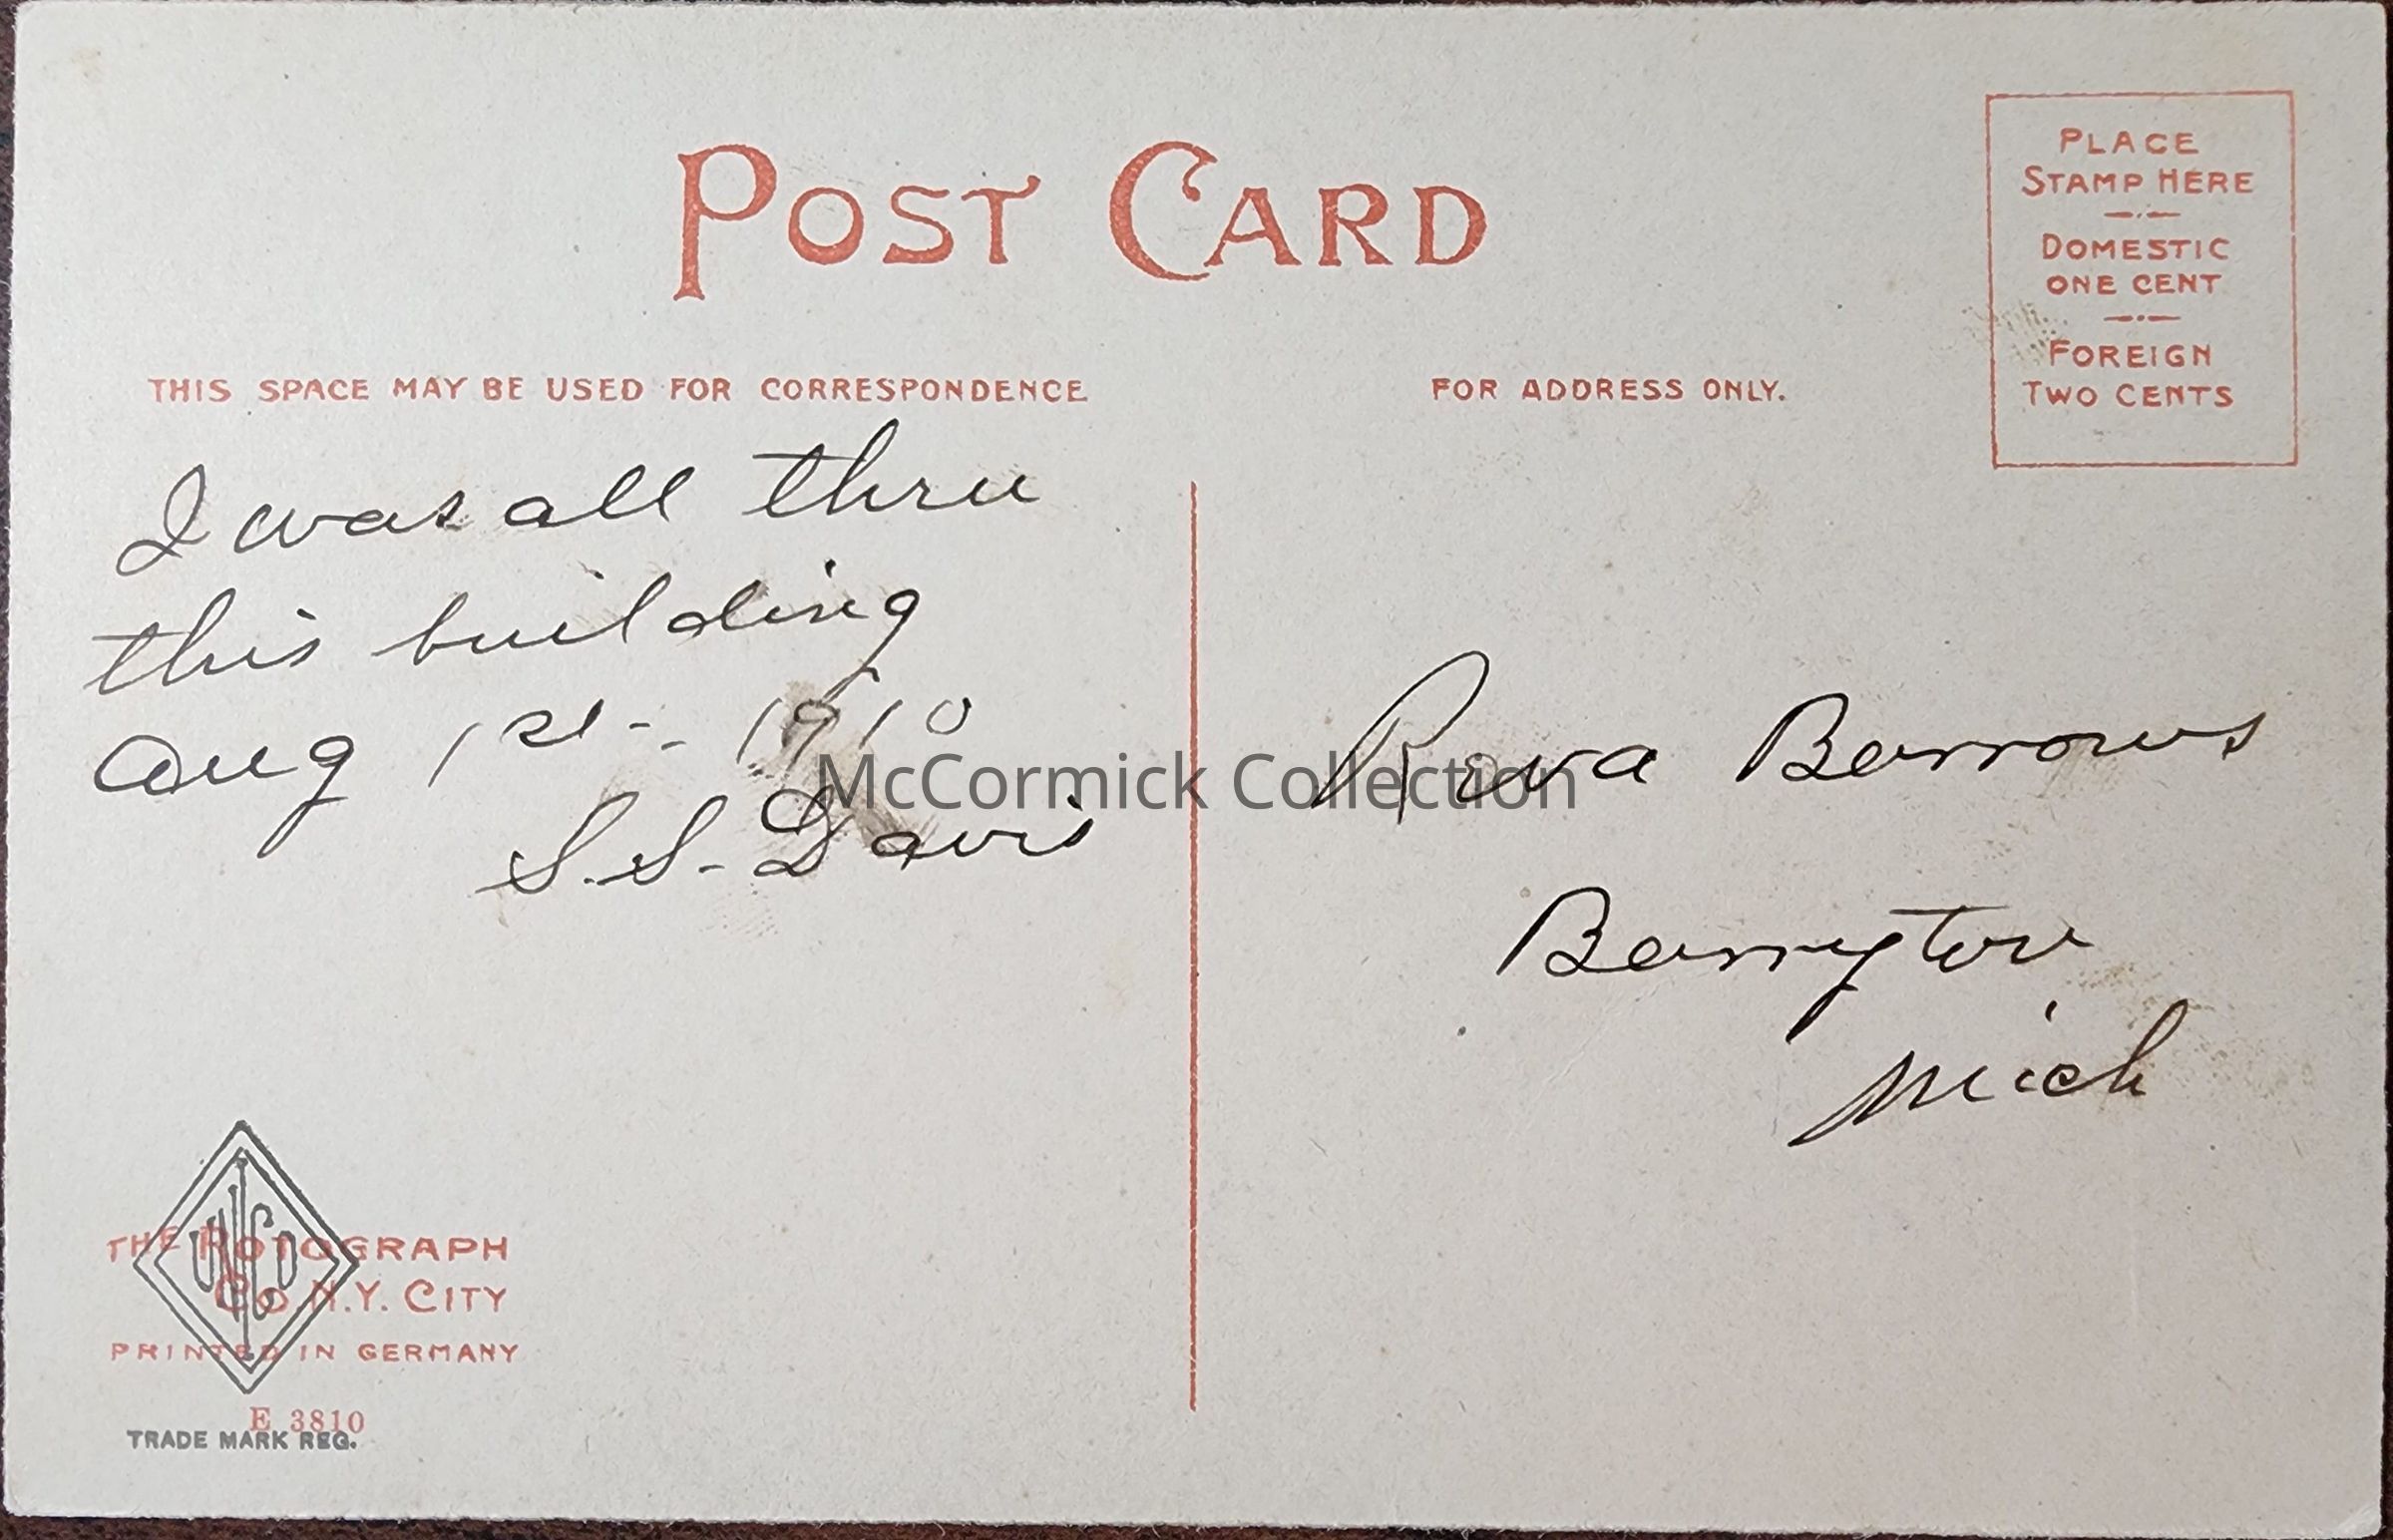 POST CARD
PLACE
STAMP HERE
DOMESTIC
ONE CENT
FOREIGN
TWO CENTS
THIS SPACE MAY BE USED FOR CORRESPONDENCE
FOR ADDRESS ONLY.
I was all thru
this building
Aug 1st - 1910
S. S. Davis
Reva Barrows
Barryton
Mich
McCormick Collection
THE ROTOGRAPH
CO. N.Y. CITY
PRINTED IN GERMANY
E 3810
TRADE MARK REG.